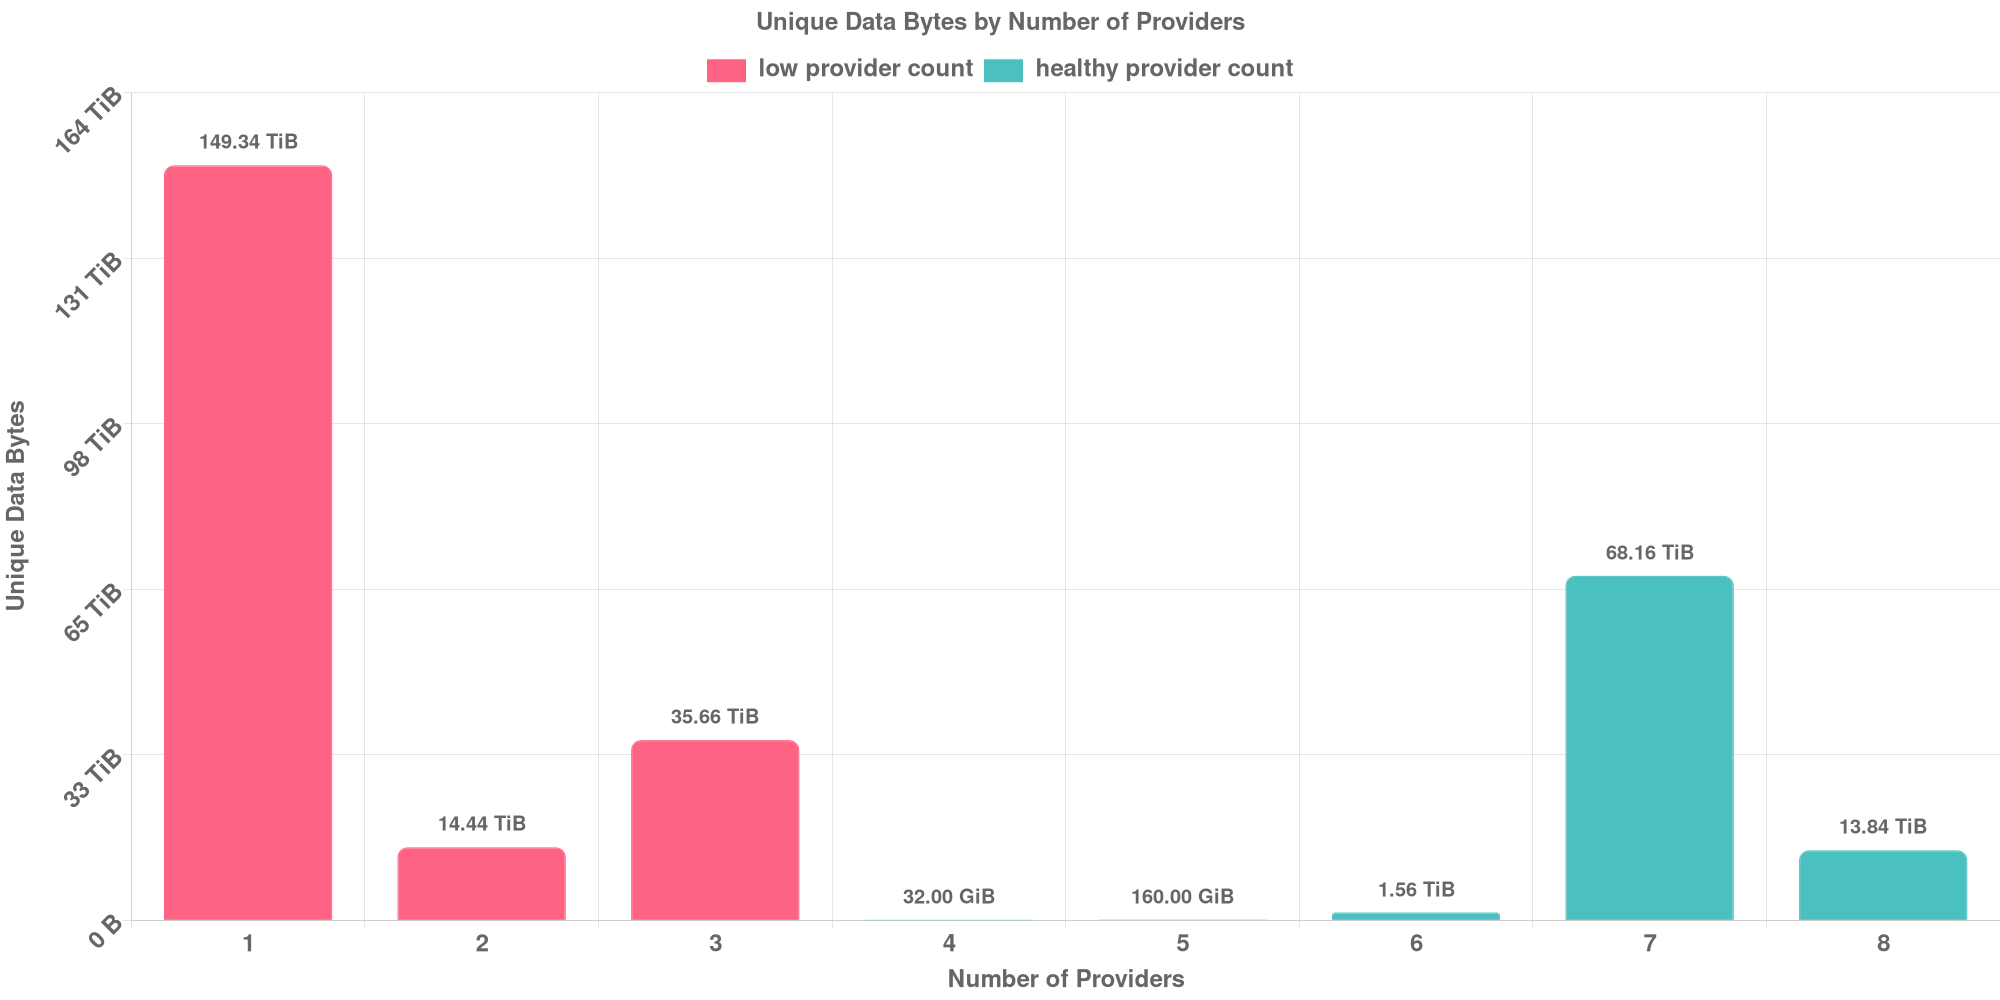 Unique Data Bytes by Number of Providers
low provider count healthy provider count
164 TiB
131 TiB
98 TiB
65 TiB
33 TiB
0 B
Unique Data Bytes
149.34 TiB
14.44 TiB
35.66 TiB
32.00 GiB
160.00 GiB
1.56 TiB
68.16 TiB
13.84 TiB
1 2 3 4 5 6 7 8
Number of Providers